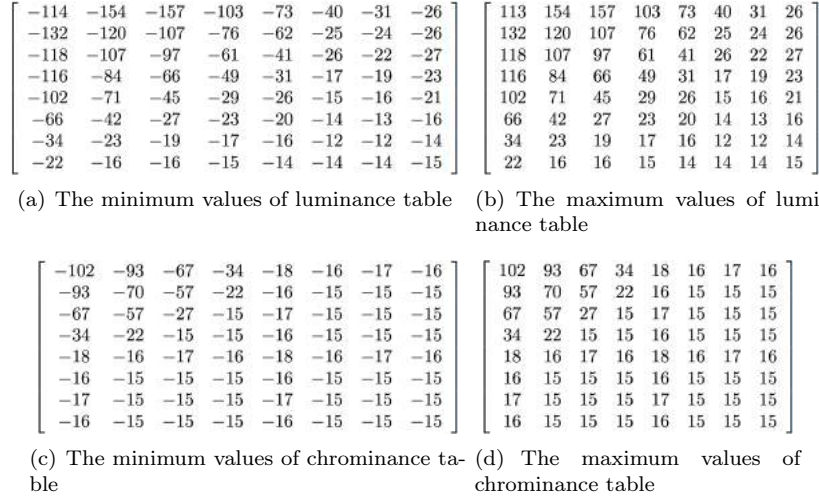 −114 −154 −157 −103 −73 −40 −31 −26
−132 −120 −107 −76 −62 −25 −24 −26
−118 −107 −97 −61 −41 −26 −22 −27
−116 −84 −66 −49 −31 −17 −19 −23
−102 −71 −45 −29 −26 −15 −16 −21
−66 −42 −27 −23 −20 −14 −13 −16
−34 −23 −19 −17 −16 −12 −12 −14
−22 −16 −16 −15 −14 −14 −14 −15
(a) The minimum values of luminance table
113 154 157 103 73 40 31 26
132 120 107 76 62 25 24 26
118 107 97 61 41 26 22 27
116 84 66 49 31 17 19 23
102 71 45 29 26 15 16 21
66 42 27 23 20 14 13 16
34 23 19 17 16 12 12 14
22 16 16 15 14 14 14 15
(b) The maximum values of lumi
nance table
−102 −93 −67 −34 −18 −16 −17 −16
−93 −70 −57 −22 −16 −15 −15 −15
−67 −57 −27 −15 −17 −15 −15 −15
−34 −22 −15 −15 −16 −15 −15 −15
−18 −16 −17 −16 −18 −16 −17 −16
−16 −15 −15 −15 −16 −15 −15 −15
−17 −15 −15 −15 −17 −15 −15 −15
−16 −15 −15 −15 −16 −15 −15 −15
(c) The minimum values of chrominance ta-
ble
102 93 67 34 18 16 17 16
93 70 57 22 16 15 15 15
67 57 27 15 17 15 15 15
34 22 15 15 16 15 15 15
18 16 17 16 18 16 17 16
16 15 15 15 16 15 15 15
17 15 15 15 17 15 15 15
16 15 15 15 16 15 15 15
(d) The maximum values of
chrominance table